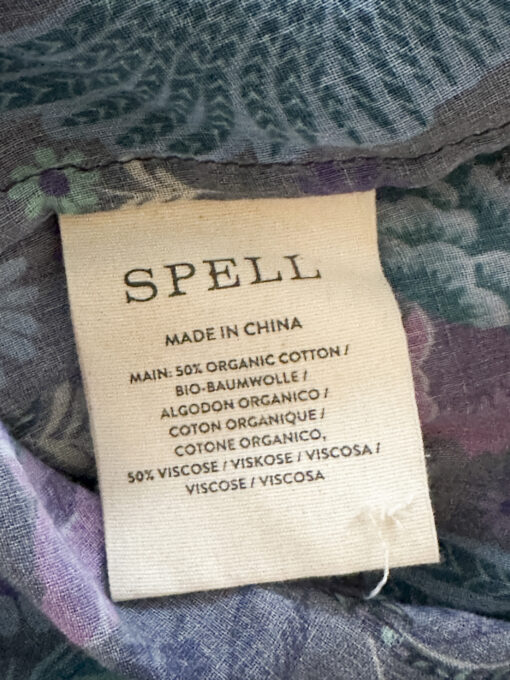 SPELL
MADE IN CHINA
MAIN: 50% ORGANIC COTTON /
BIO-BAUMWOLLE /
ALGODON ORGANICO /
COTON ORGANIQUE /
COTONE ORGANICO,
50% VISCOSE / VISKOSE / VISCOSA /
VISCOSE / VISCOSA